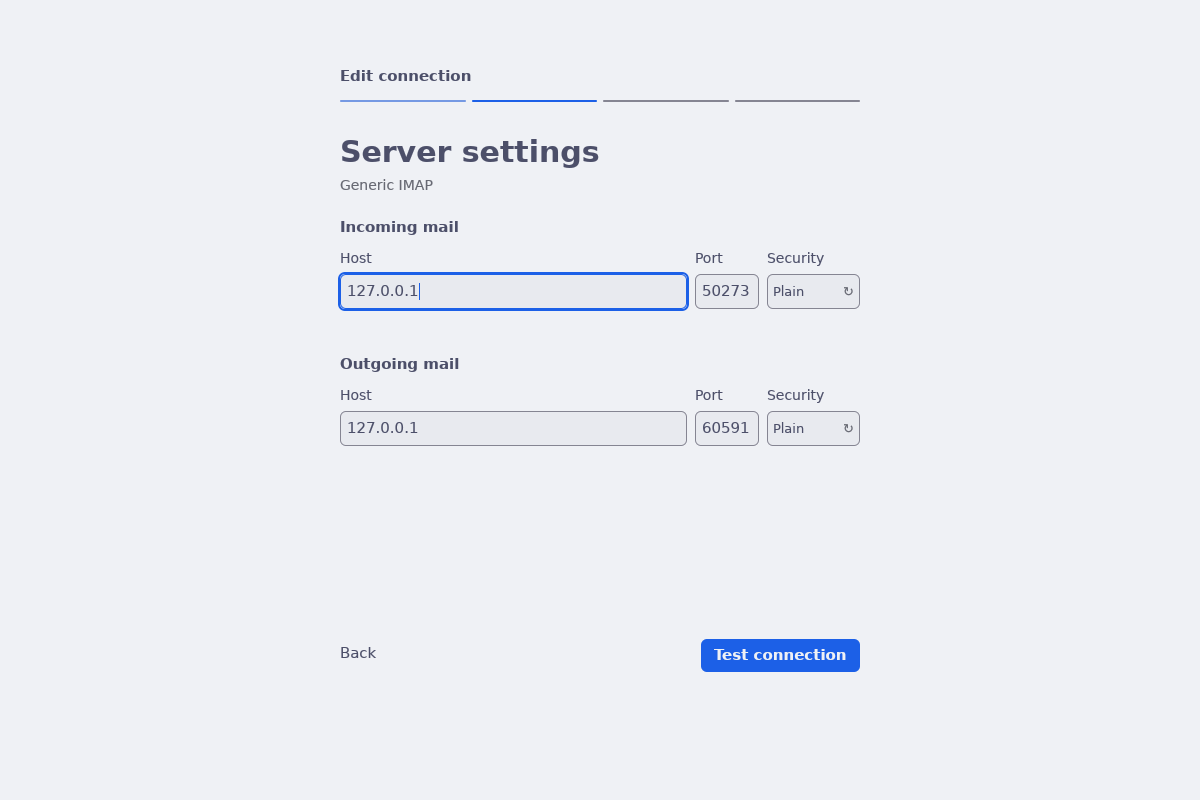 Edit connection
Server settings
Generic IMAP
Incoming mail
Host Port Security
127.0.0.1 50273 Plain ↻
Outgoing mail
Host Port Security
127.0.0.1 60591 Plain ↻
Back Test connection